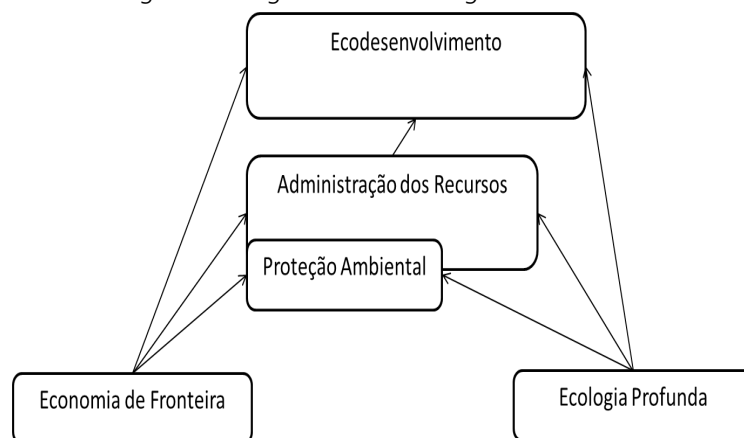 Ecodesenvolvimento
Administração dos Recursos
Proteção Ambiental
Economia de Fronteira
Ecologia Profunda